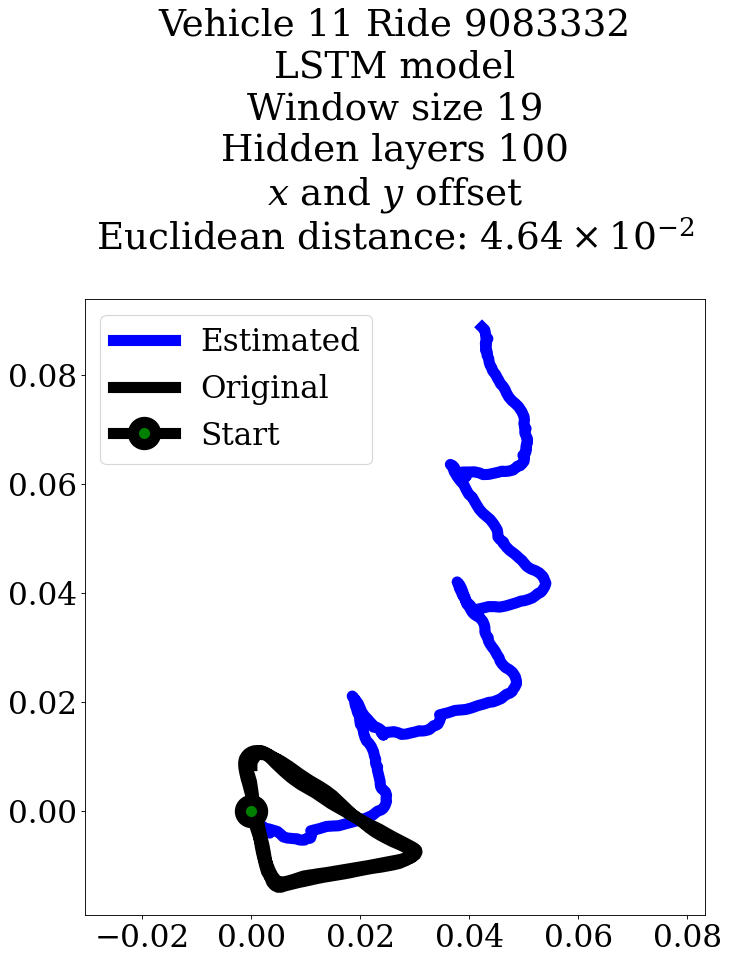 Vehicle 11 Ride 9083332
LSTM model
Window size 19
Hidden layers 100
x and y offset
Euclidean distance: 4.64 × 10⁻²
Estimated
Original
Start
0.08
0.06
0.04
0.02
0.00
−0.02 0.00 0.02 0.04 0.06 0.08